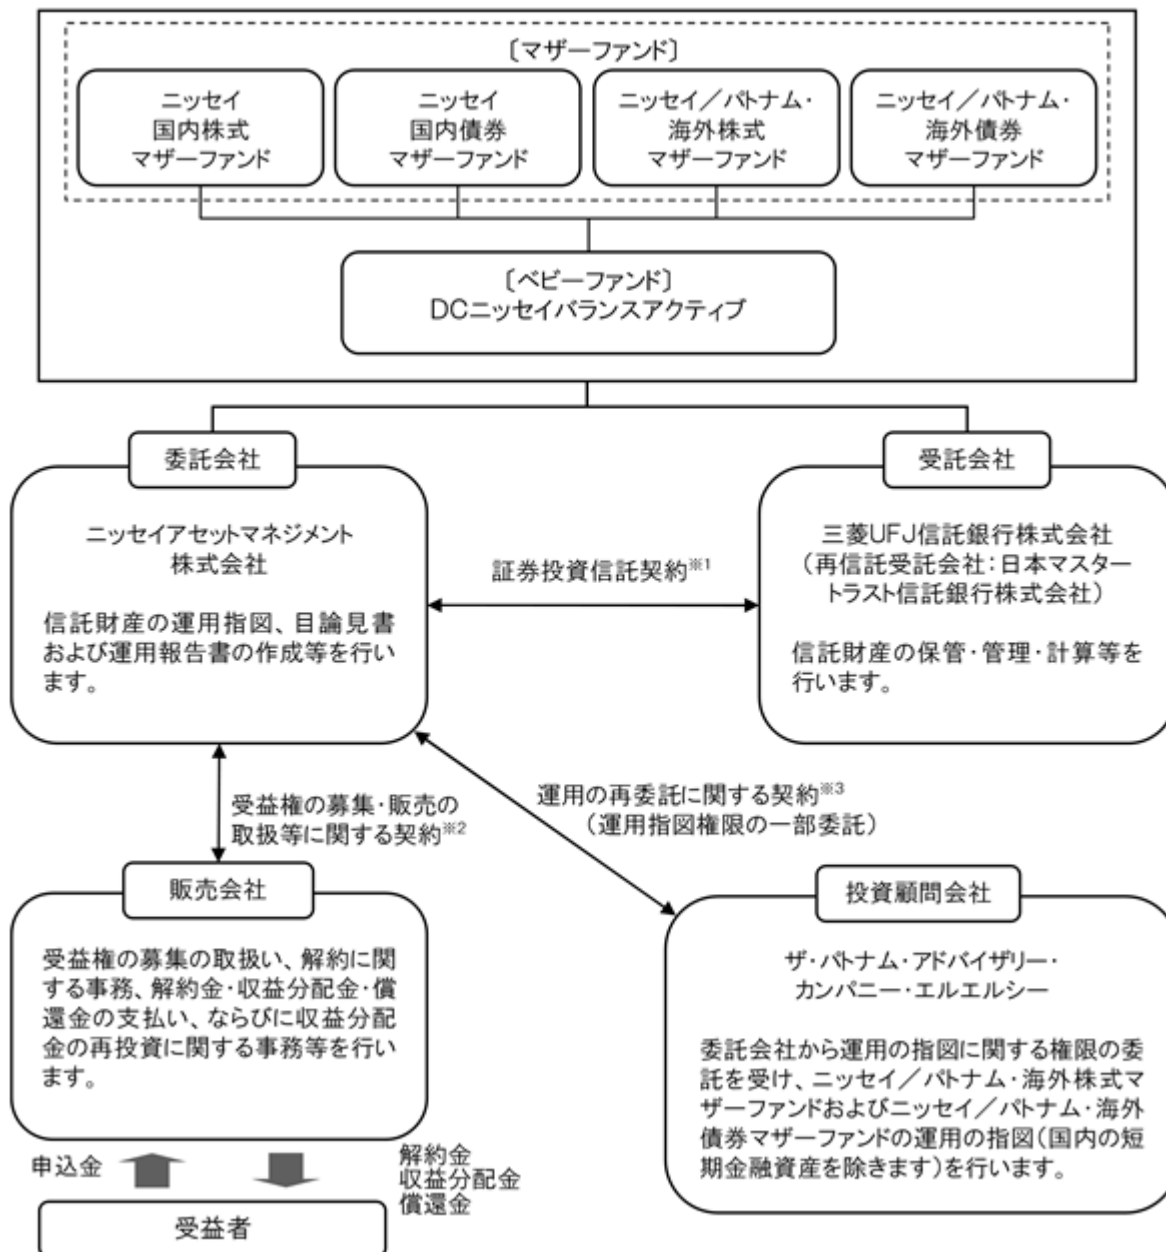 〔マザーファンド〕
ニッセイ
国内株式
マザーファンド
ニッセイ
国内債券
マザーファンド
ニッセイ／パトナム・
海外株式
マザーファンド
ニッセイ／パトナム・
海外債券
マザーファンド
〔ベビーファンド〕
DCニッセイバランスアクティブ
委託会社
ニッセイアセットマネジメント
株式会社
信託財産の運用指図、目論見書
および運用報告書の作成等を行い
ます。
証券投資信託契約※1
受託会社
三菱UFJ信託銀行株式会社
（再信託受託会社：日本マスター
トラスト信託銀行株式会社）
信託財産の保管・管理・計算等を
行います。
受益権の募集・販売の
取扱等に関する契約※2
運用の再委託に関する契約※3
（運用指図権限の一部委託）
販売会社
受益権の募集の取扱い、解約に関
する事務、解約金・収益分配金・償
還金の支払い、ならびに収益分配
金の再投資に関する事務等を行い
ます。
投資顧問会社
ザ・パトナム・アドバイザリー・
カンパニー・エルエルシー
委託会社から運用の指図に関する権限の委
託を受け、ニッセイ／パトナム・海外株式マ
ザーファンドおよびニッセイ／パトナム・海外
債券マザーファンドの運用の指図（国内の短
期金融資産を除きます）を行います。
申込金
解約金
収益分配金
償還金
受益者